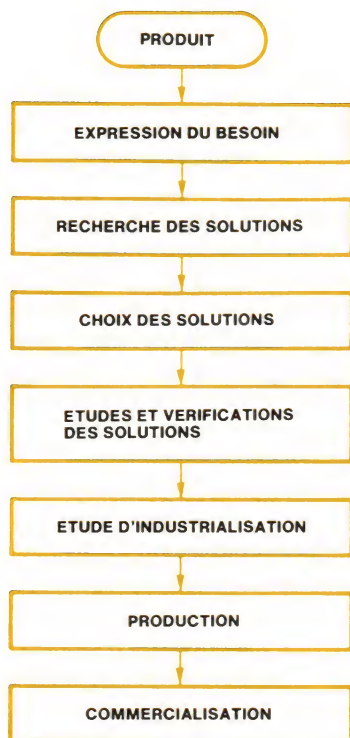 PRODUIT
EXPRESSION DU BESOIN
RECHERCHE DES SOLUTIONS
CHOIX DES SOLUTIONS
ETUDES ET VERIFICATIONS
DES SOLUTIONS
ETUDE D'INDUSTRIALISATION
PRODUCTION
COMMERCIALISATION